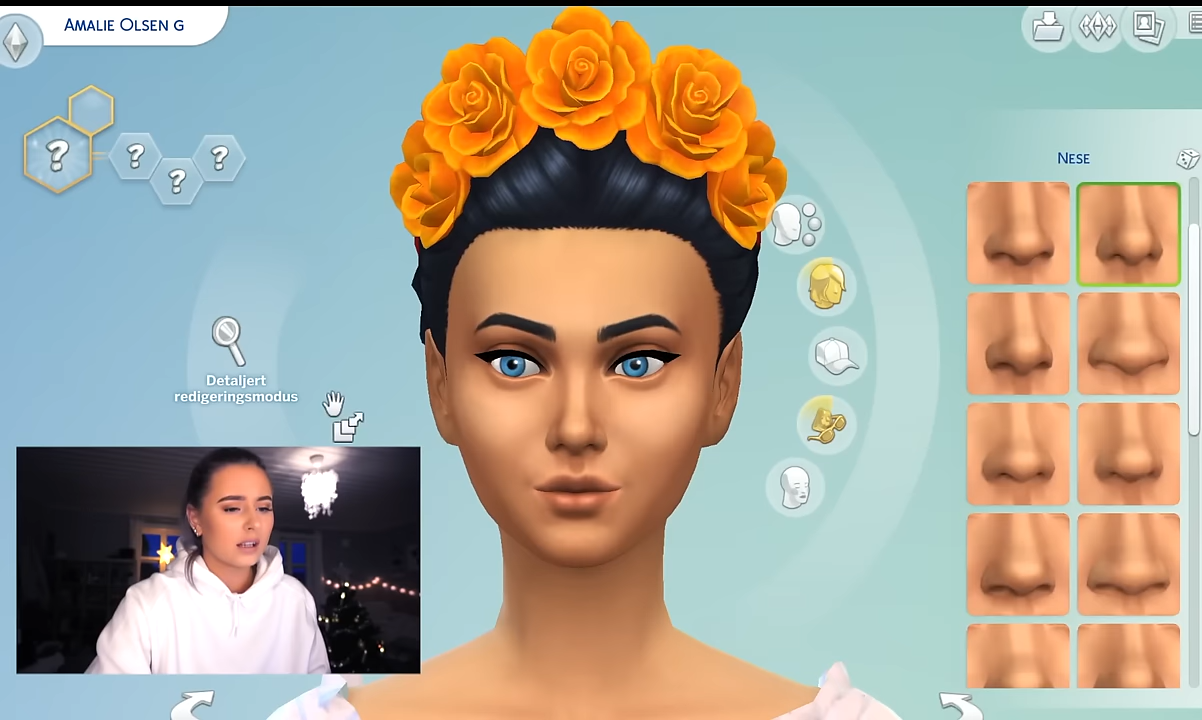 AMALIE OLSEN G
?
?
?
?
NESE
Detaljert
redigeringsmodus